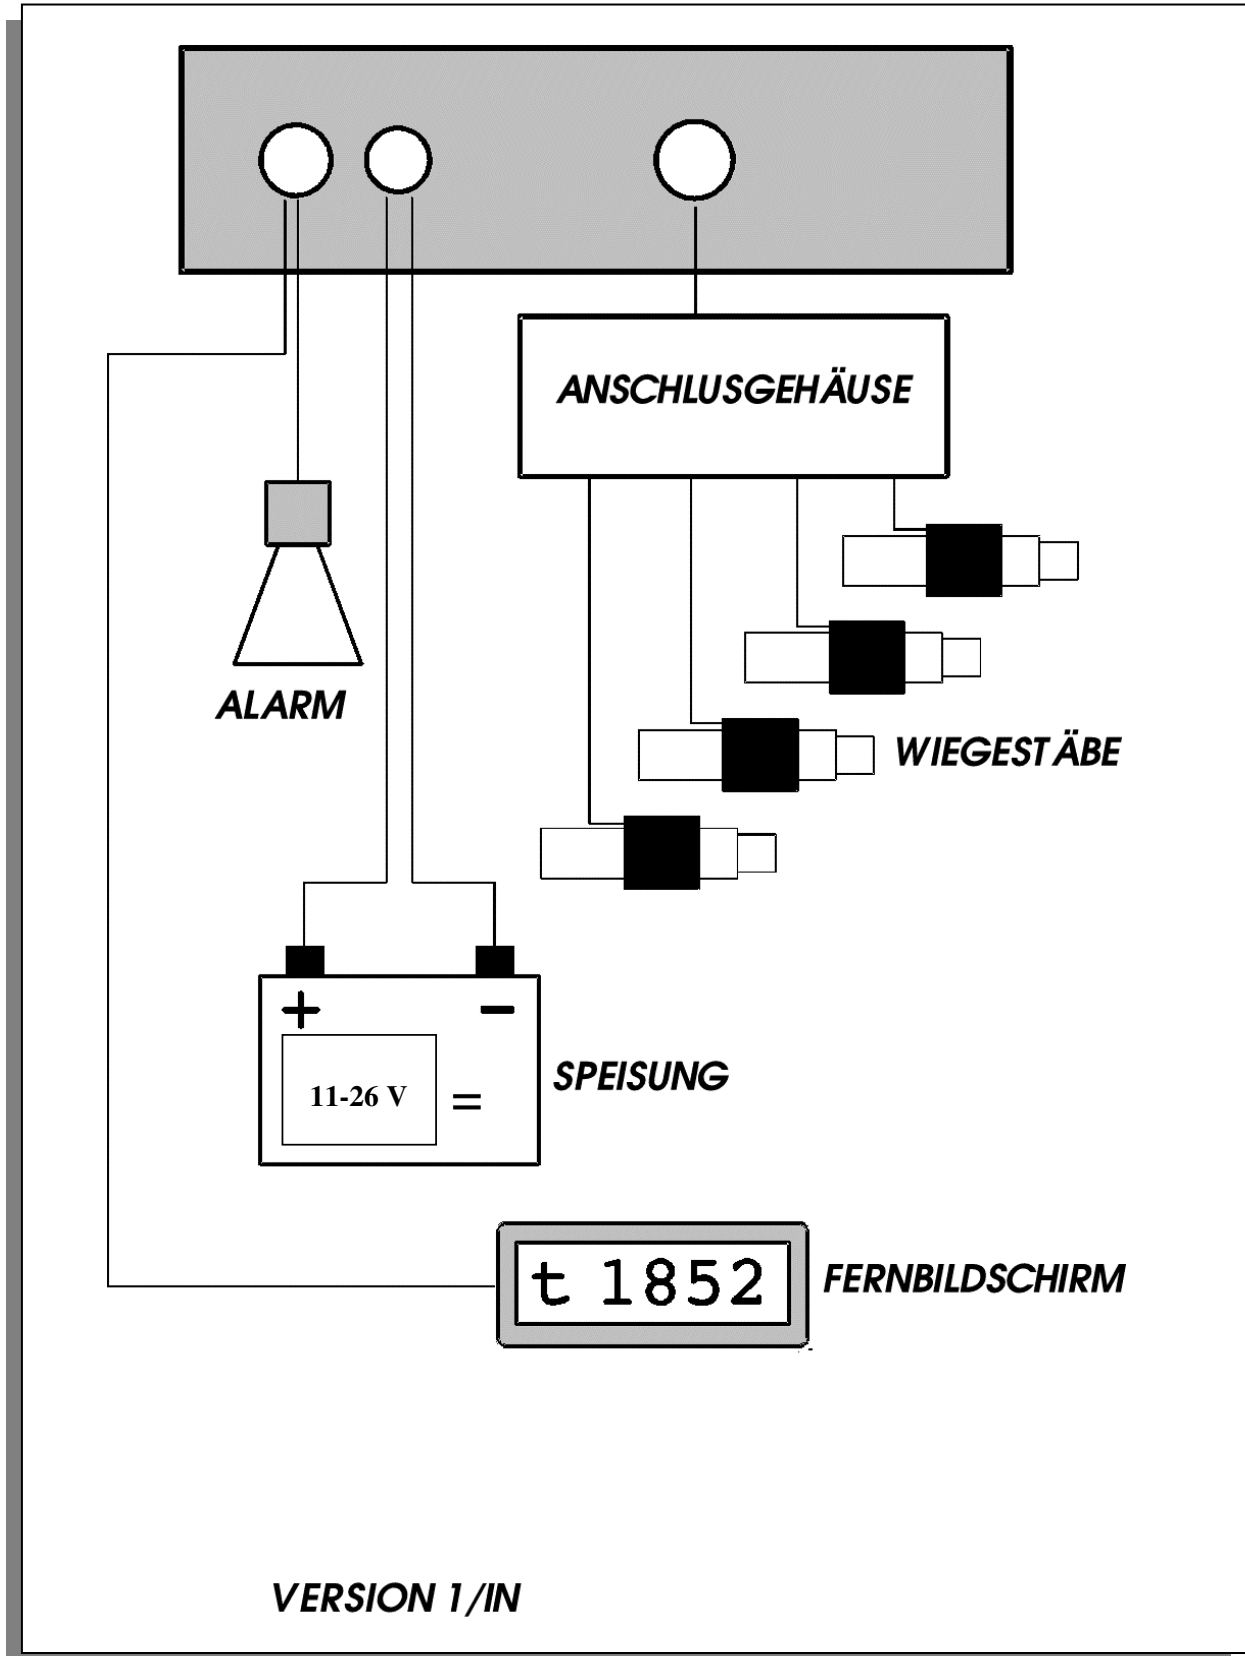 ANSCHLUSGEHÄUSE
ALARM
WIEGESTÄBE
+ −
11-26 V =
SPEISUNG
t 1852
FERNBILDSCHIRM
VERSION 1/IN